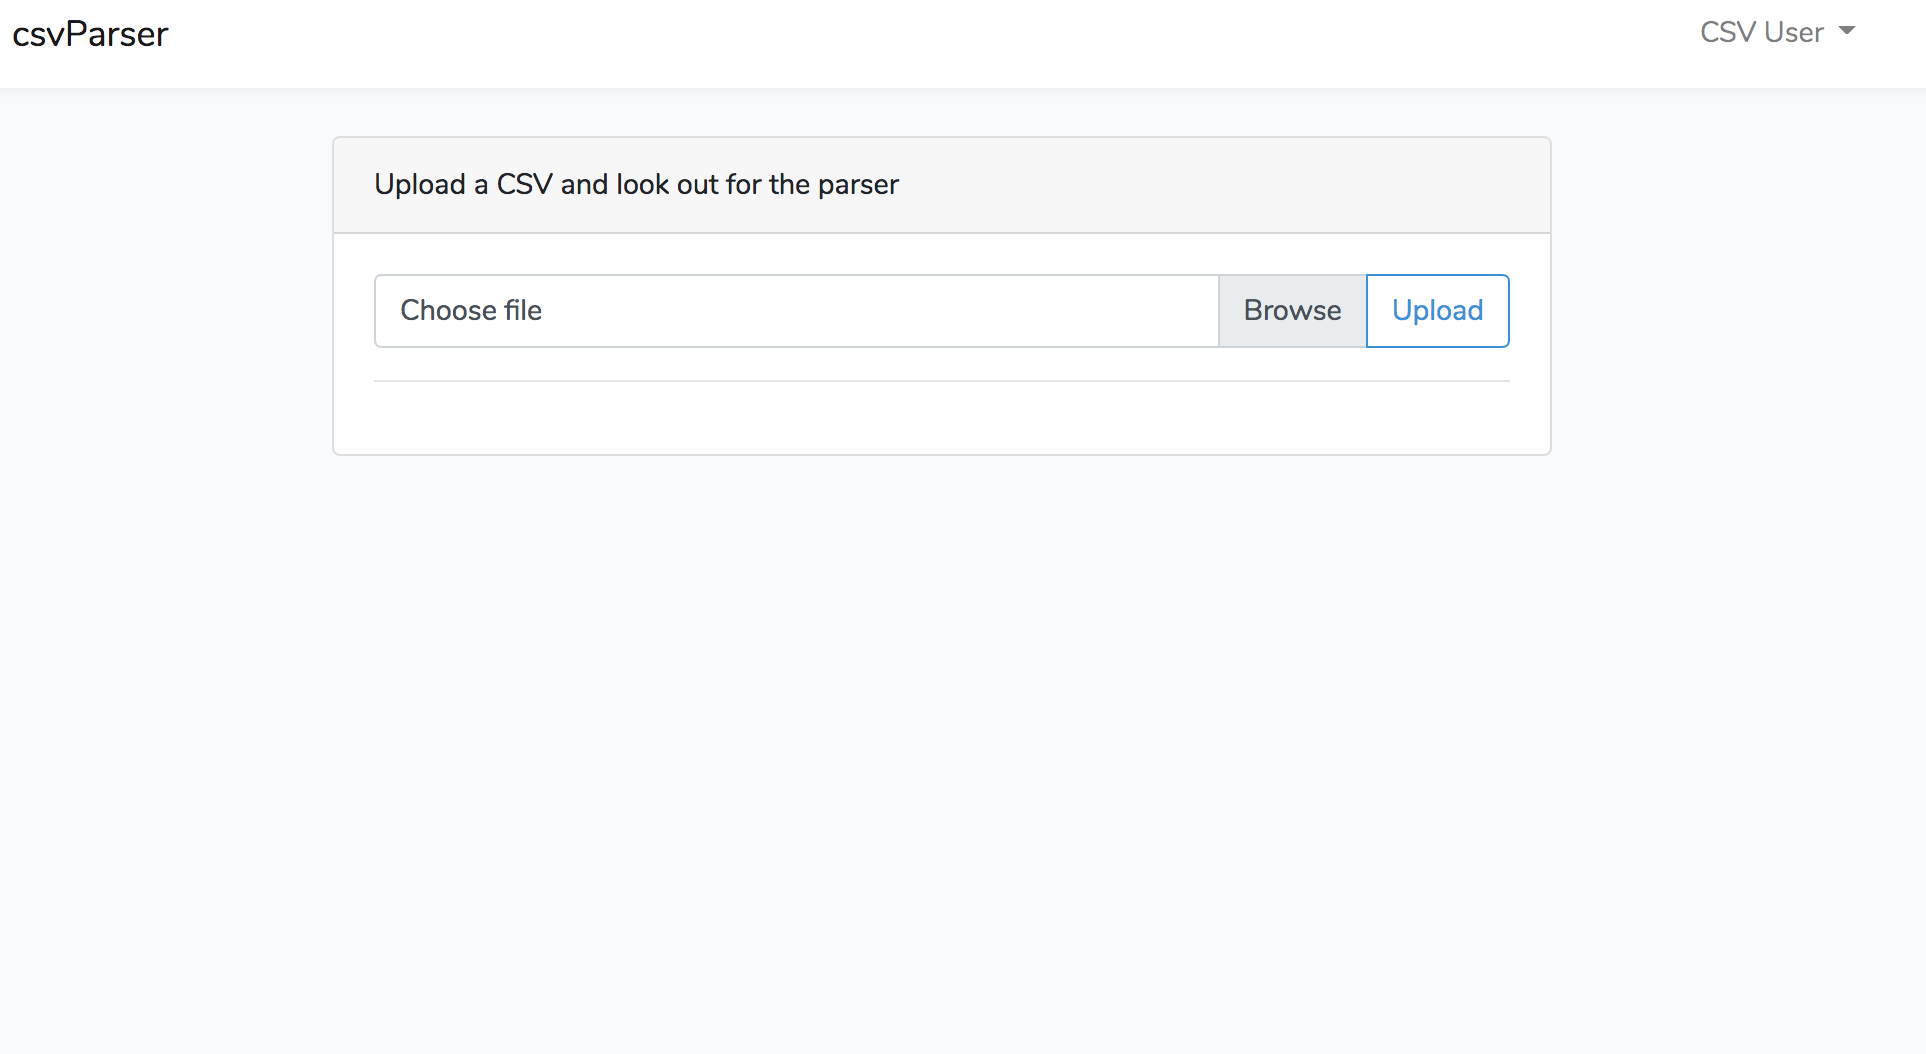 csvParser
CSV User
Upload a CSV and look out for the parser
Choose file
Browse
Upload